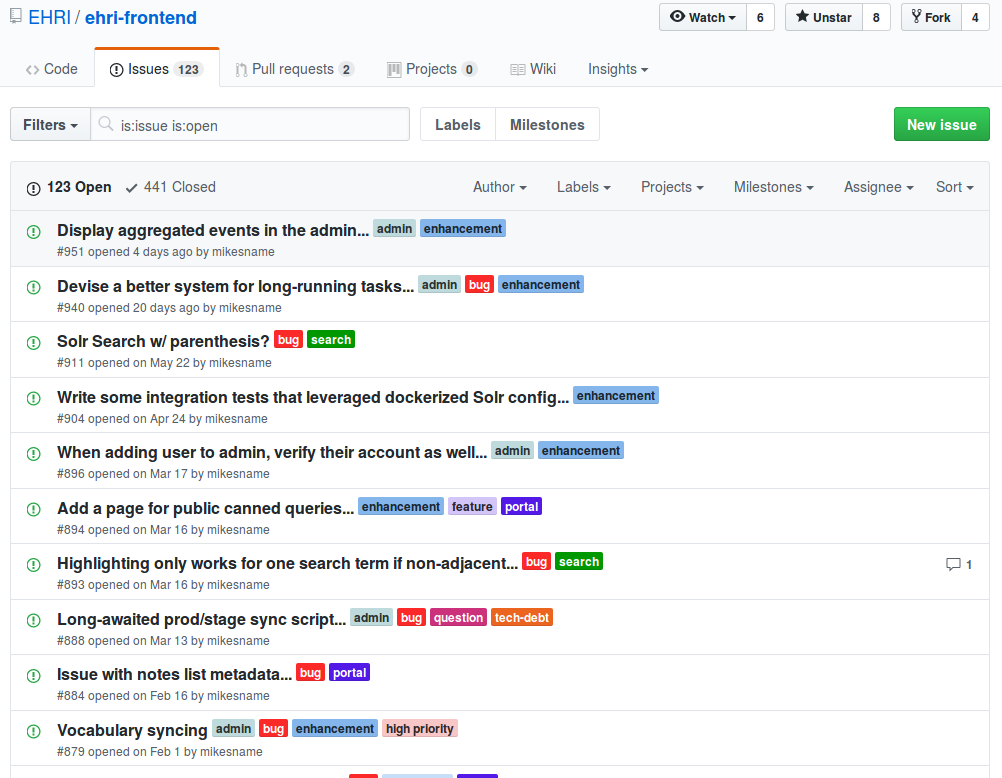 EHRI / ehri-frontend Watch 6 Unstar 8 Fork 4
Code Issues 123 Pull requests 2 Projects 0 Wiki Insights
Filters is:issue is:open Labels Milestones New issue
123 Open 441 Closed Author Labels Projects Milestones Assignee Sort
Display aggregated events in the admin... admin enhancement
#951 opened 4 days ago by mikesname
Devise a better system for long-running tasks... admin bug enhancement
#940 opened 20 days ago by mikesname
Solr Search w/ parenthesis? bug search
#911 opened on May 22 by mikesname
Write some integration tests that leveraged dockerized Solr config... enhancement
#904 opened on Apr 24 by mikesname
When adding user to admin, verify their account as well... admin enhancement
#896 opened on Mar 17 by mikesname
Add a page for public canned queries... enhancement feature portal
#894 opened on Mar 16 by mikesname
Highlighting only works for one search term if non-adjacent... bug search 1
#893 opened on Mar 16 by mikesname
Long-awaited prod/stage sync script... admin bug question tech-debt
#888 opened on Mar 13 by mikesname
Issue with notes list metadata... bug portal
#884 opened on Feb 16 by mikesname
Vocabulary syncing admin bug enhancement high priority
#879 opened on Feb 1 by mikesname